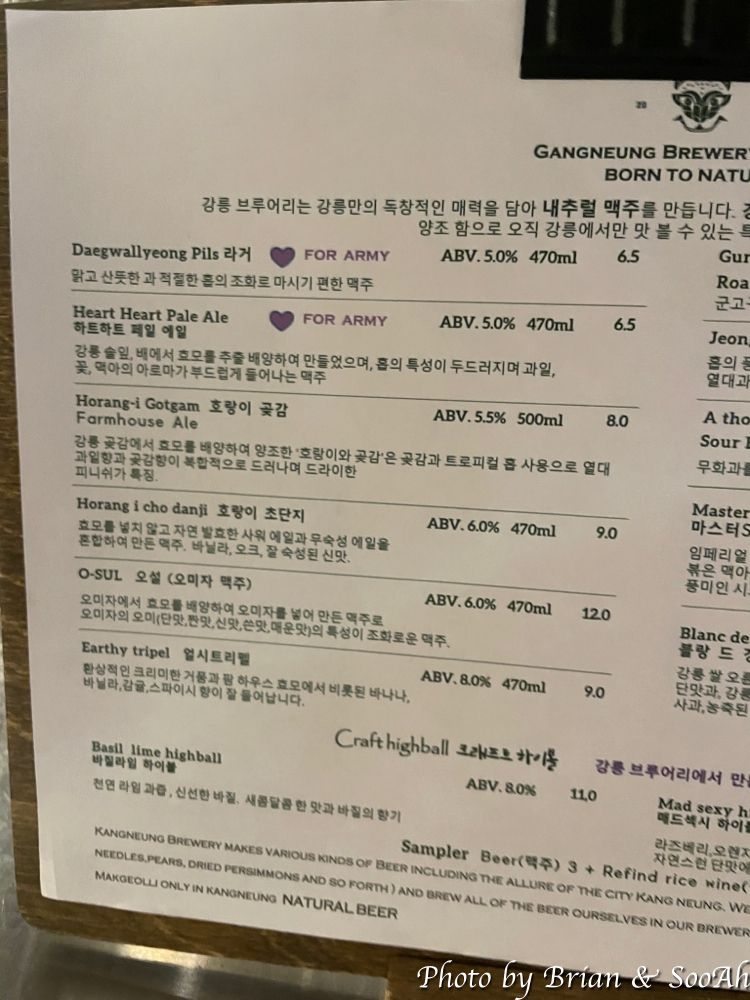 20
GANGNEUNG BREWERY
BORN TO NATU
강릉 브루어리는 강릉만의 독창적인 매력을 담아 내추럴 맥주를 만듭니다.
양조 함으로 오직 강릉에서만 맛 볼 수 있는 특
Daegwallyeong Pils 라거 FOR ARMY ABV. 5.0% 470ml 6.5
맑고 산뜻한 과 적절한 홉의 조화로 마시기 편한 맥주
Heart Heart Pale Ale FOR ARMY ABV. 5.0% 470ml 6.5
하트하트 페일 에일
강릉 솔잎, 배에서 효모를 추출 배양하여 만들었으며, 홉의 특성이 두드러지며 과일,
꽃, 맥아의 아로마가 부드럽게 들어나는 맥주
Horang-i Gotgam 호랑이 곶감 ABV. 5.5% 500ml 8.0
Farmhouse Ale
강릉 곶감에서 효모를 배양하여 양조한 '호랑이와 곶감'은 곶감과 트로피컬 홉 사용으로 열대
과일향과 곶감향이 복합적으로 드러나며 드라이한
피니쉬가 특징.
Horang i cho danji 호랑이 초단지 ABV. 6.0% 470ml 9.0
효모를 넣치 않고 자연 발효한 사워 에일과 무숙성 에일을
혼합하여 만든 맥주. 바닐라, 오크, 잘 숙성된 신맛.
O-SUL 오설 (오미자 맥주) ABV. 6.0% 470ml 12.0
오미자에서 효모를 배양하여 오미자를 넣어 만든 맥주로
오미자의 오미(단맛,짠맛,신맛,쓴맛,매운맛)의 특성이 조화로운 맥주.
Earthy tripel 얼시트리펠 ABV. 8.0% 470ml 9.0
환상적인 크리미한 거품과 팜 하우스 효모에서 비롯된 바나나,
바닐라,감귤,스파이시 향이 잘 들어납니다.
Craft highball 크래프트 하이볼
Basil lime highball ABV. 8.0% 11.0
바질라임 하이볼
천연 라임 과즙 , 신선한 바질. 새콤달콤한 맛과 바질의 향기
Sampler Beer(맥주) 3 + Refind rice wine(
KANGNEUNG BREWERY MAKES VARIOUS KINDS OF BEER INCLUDING THE ALLURE OF THE CITY KANG NEUNG. WE
NEEDLES,PEARS, DRIED PERSIMMONS AND SO FORTH ) AND BREW ALL OF THE BEER OURSELVES IN OUR BREWER
MAKGEOLLI ONLY IN KANGNEUNG NATURAL BEER
Gur
Roa
군고구
Jeon
홉의 풍
열대과
A tho
Sour
무화과를
Master
마스터S
임페리얼
볶은 맥아
풍미인 시
Blanc de
블랑 드
강릉 쌀 오른
단맛과, 강릉
사과,농축된
강릉 브루어리에서 만든
Mad sexy hi
매드섹시 하이볼
라즈베리,오렌지
자연스런 단맛에
Photo by Brian & SooAh